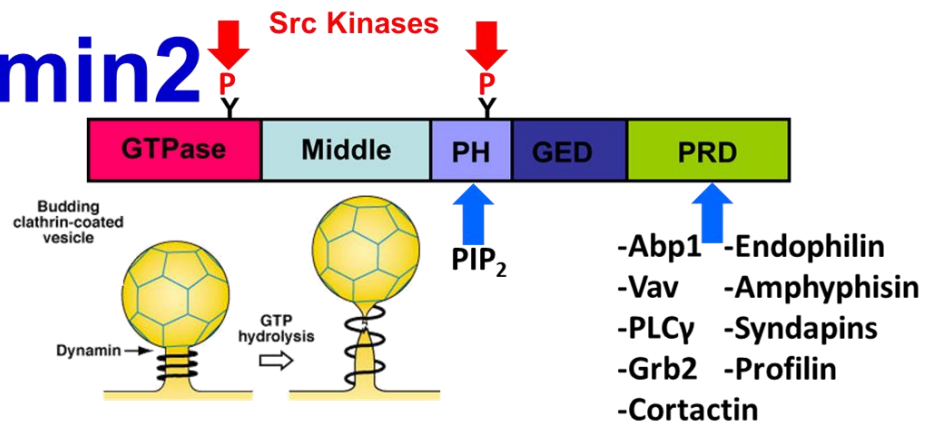 Src Kinases
min2
P P
Y Y
GTPase Middle PH GED PRD
Budding
clathrin-coated
vesicle
PIP₂
GTP
hydrolysis
Dynamin
-Abp1 -Endophilin
-Vav -Amphyphisin
-PLCγ -Syndapins
-Grb2 -Profilin
-Cortactin